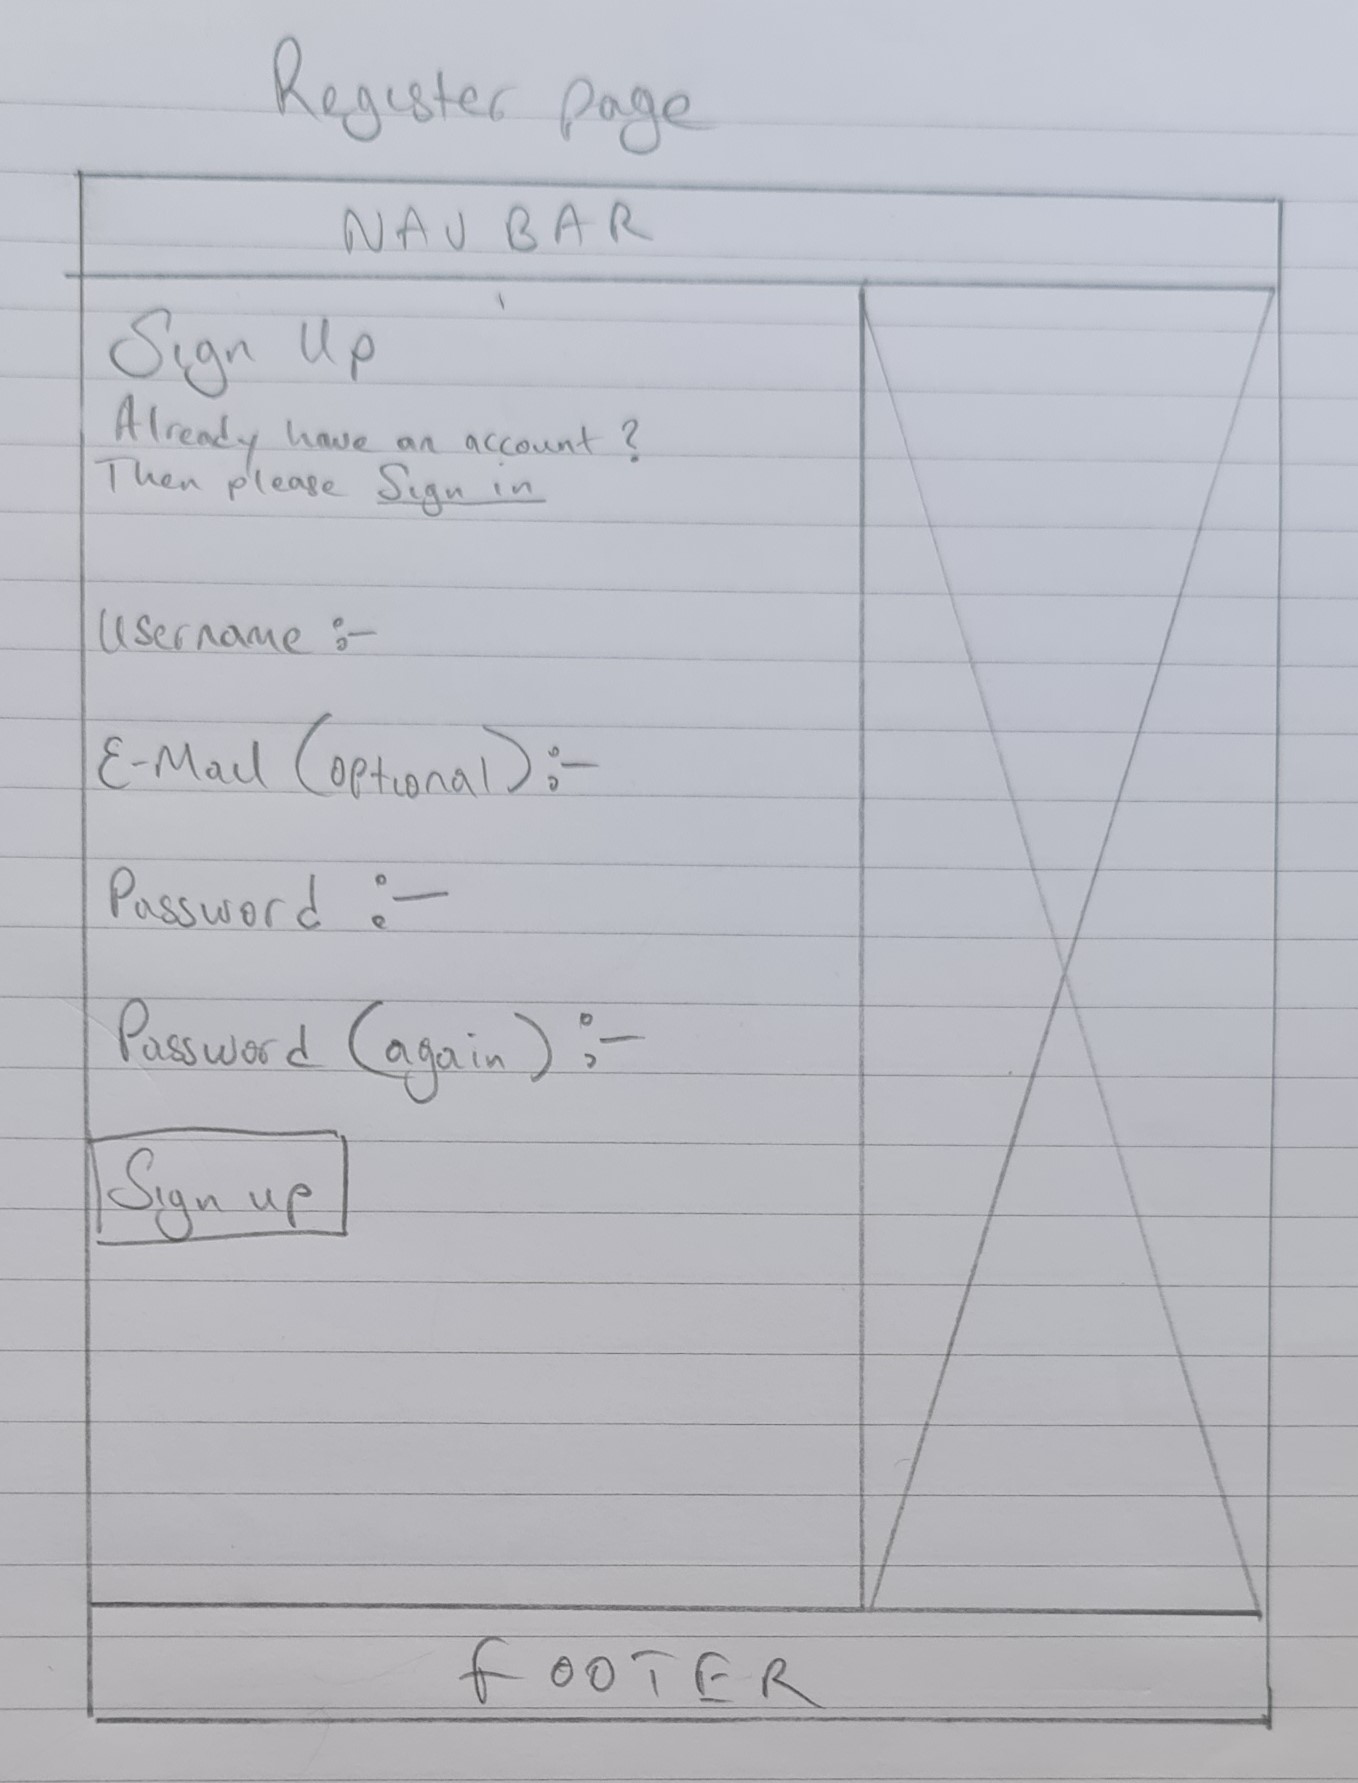 Register page
NAV BAR
Sign Up
Already have an account?
Then please Sign in
Username :-
E-Mail (optional) :-
Password :-
Password (again) :-
Sign up
FOOTER